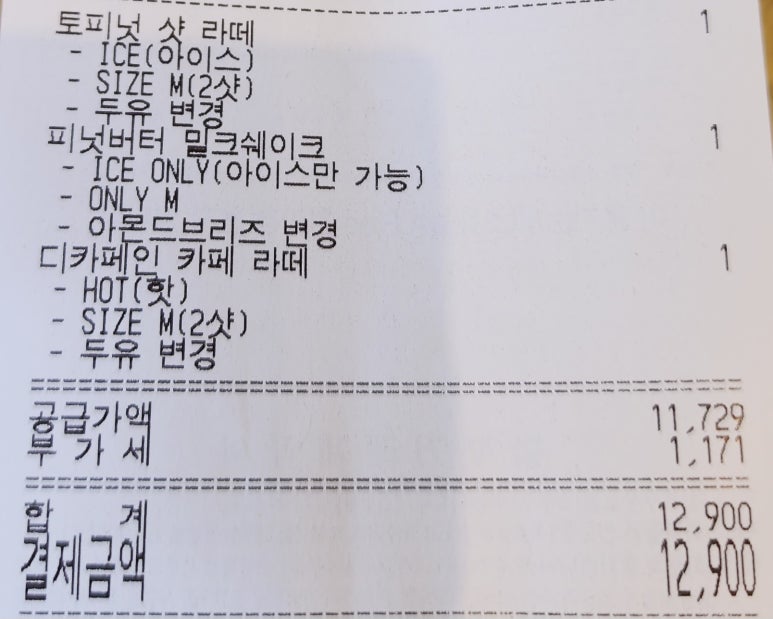 토피넛 샷 라떼 1
- ICE(아이스)
- SIZE M(2샷)
- 두유 변경
피넛버터 밀크쉐이크 1
- ICE ONLY(아이스만 가능)
- ONLY M
- 아몬드브리즈 변경
디카페인 카페 라떼 1
- HOT(핫)
- SIZE M(2샷)
- 두유 변경
공급가액 11,729
부 가 세 1,171
합 계 12,900
결제금액 12,900